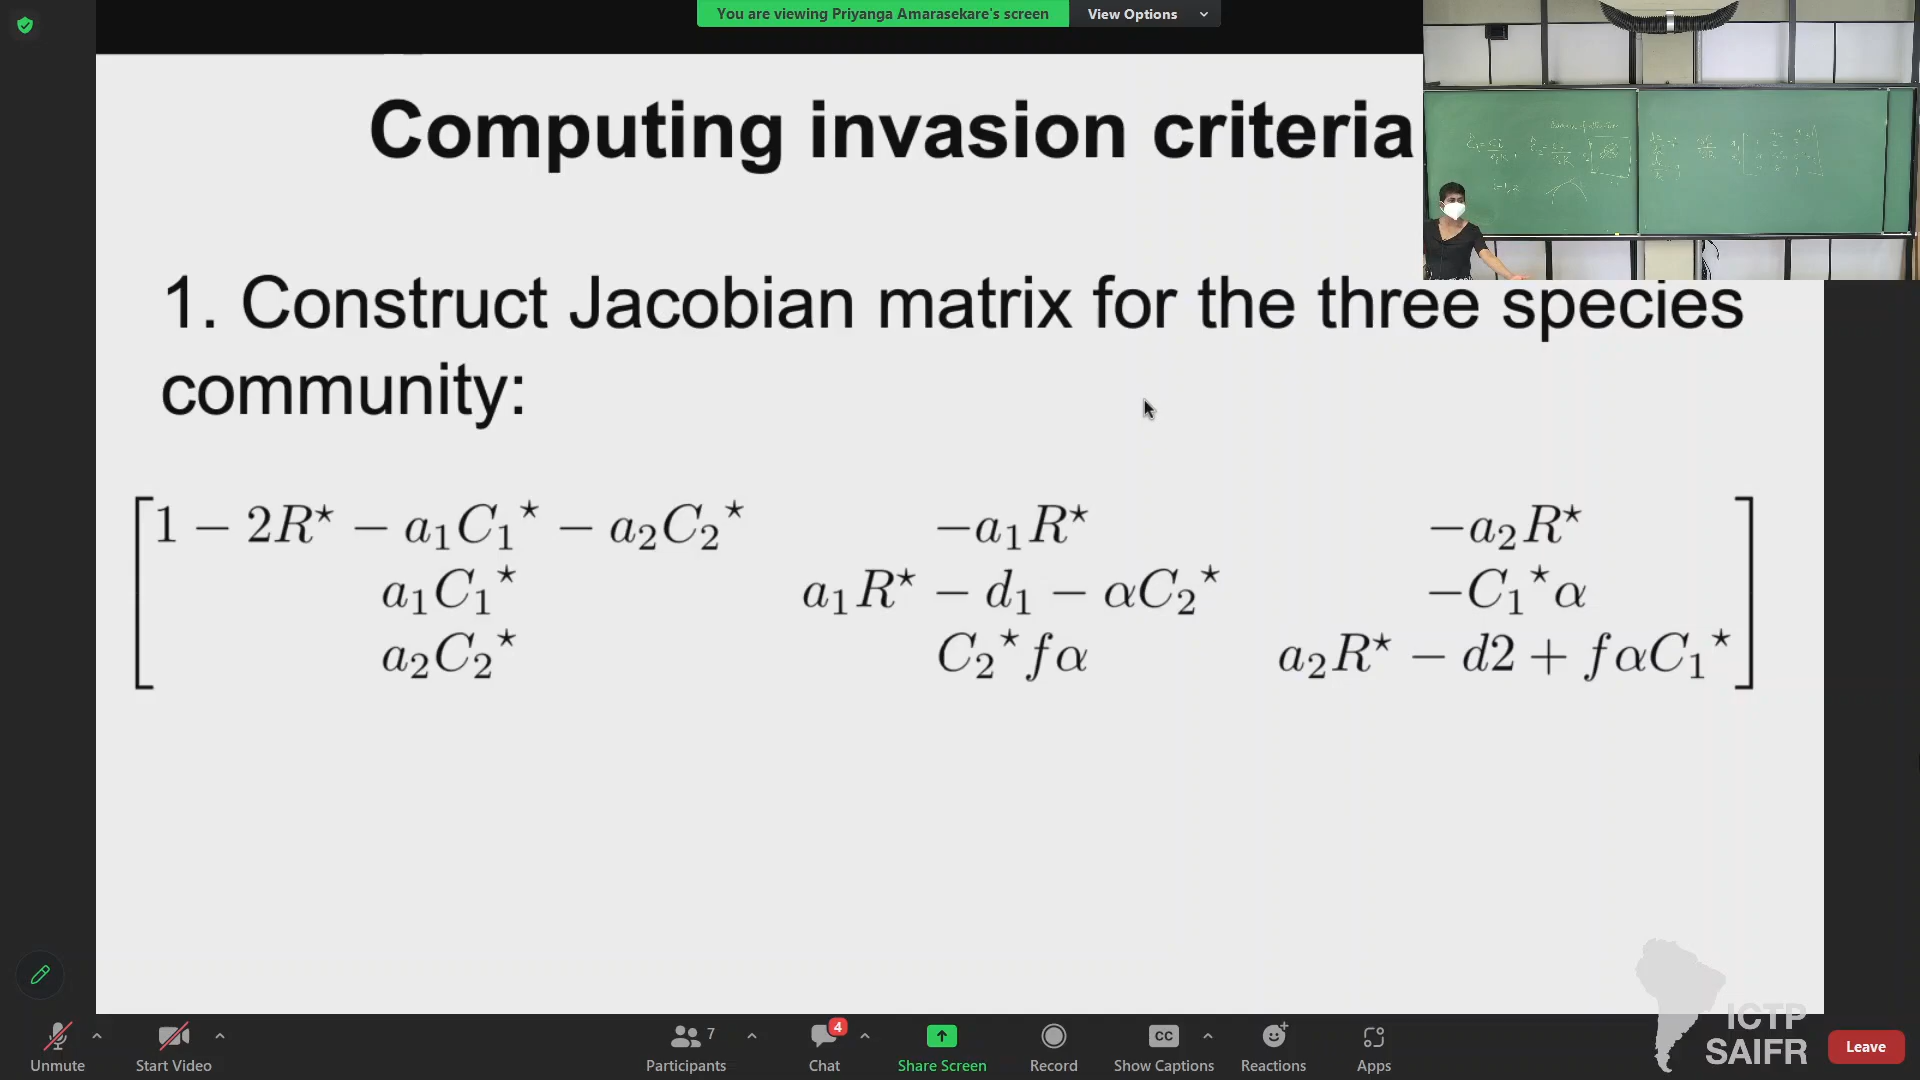 You are viewing Priyanga Amarasekare's screen
View Options
Computing invasion criteria
1. Construct Jacobian matrix for the three species
community:
1 − 2R⋆ − a₁C₁⋆ − a₂C₂⋆ −a₁R⋆ −a₂R⋆
a₁C₁⋆ a₁R⋆ − d₁ − αC₂⋆ −C₁⋆α
a₂C₂⋆ C₂⋆fα a₂R⋆ − d2 + fαC₁⋆
ICTP
SAIFR
Unmute
Start Video
Participants
7
Chat
4
Share Screen
Record
CC
Show Captions
Reactions
Apps
Leave